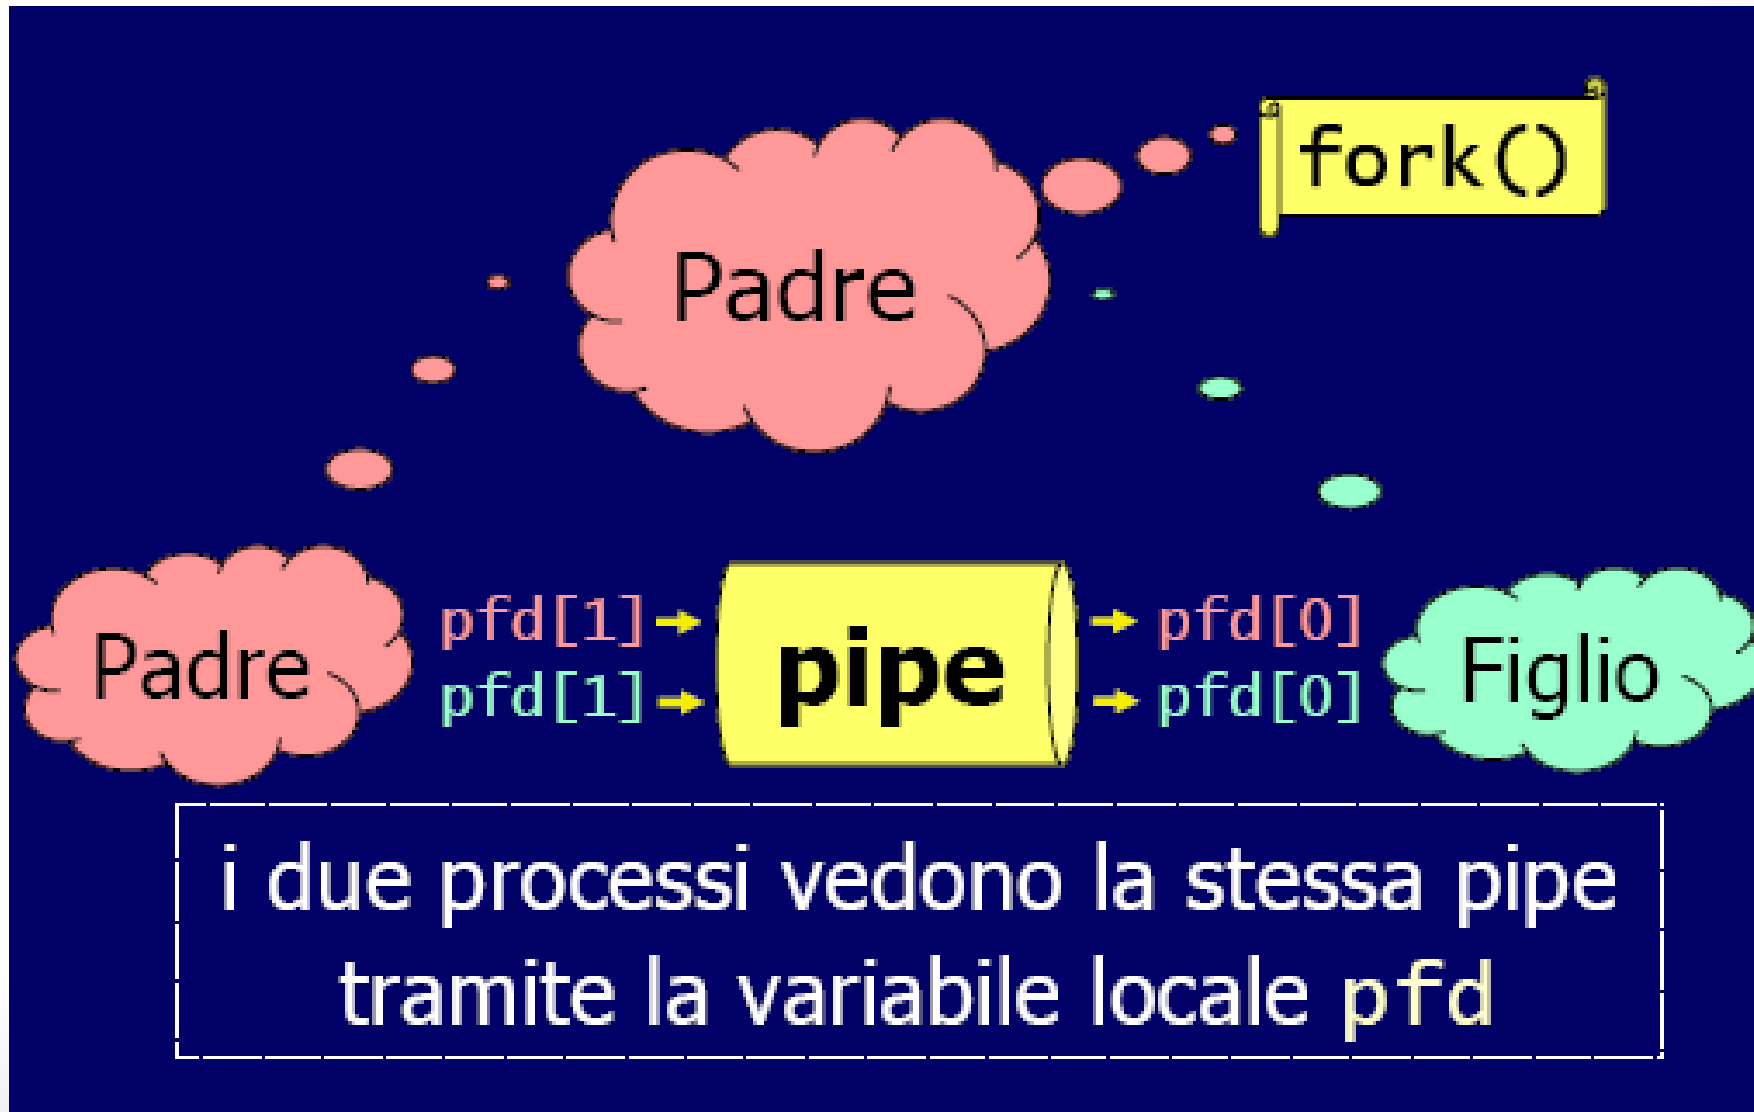 fork()
Padre
Padre
pfd[1]
pfd[1]
pipe
pfd[0]
pfd[0]
Figlio
i due processi vedono la stessa pipe
tramite la variabile locale pfd